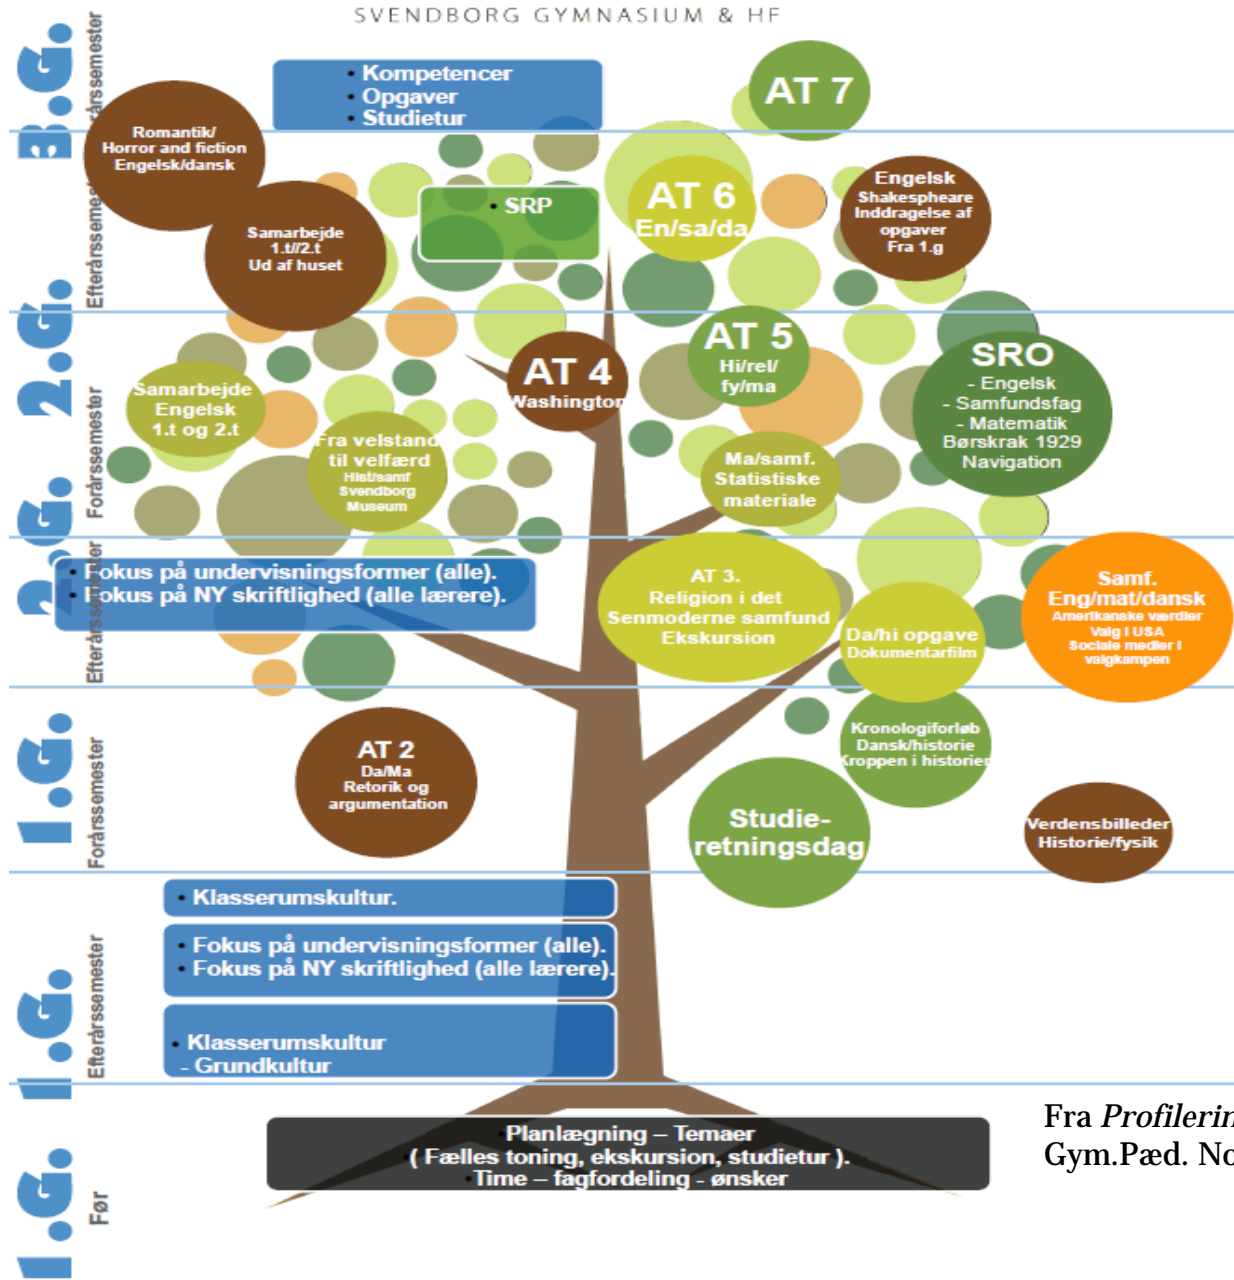 SVENDBORG GYMNASIUM & HF
3.G.
årssemester
• Kompetencer
• Opgaver
• Studietur
AT 7
Efterårssemester
Romantik/
Horror and fiction
Engelsk/dansk
Samarbejde
1.t//2.t
Ud af huset
• SRP
AT 6
En/sa/da
Engelsk
Shakespheare
Inddragelse af
opgaver
Fra 1.g
2.G.
Forårssemester
Samarbejde
Engelsk
1.t og 2.t
Fra velstand
til velfærd
Hist/samf
Svendborg
Museum
AT 4
Washington
AT 5
Hi/rel/
fy/ma
Ma/samf.
Statistiske
materiale
SRO
- Engelsk
- Samfundsfag
- Matematik
Børskrak 1929
Navigation
2.G.
Efterårssemester
• Fokus på undervisningsformer (alle).
• Fokus på NY skriftlighed (alle lærere).
AT 3.
Religion i det
Senmoderne samfund
Ekskursion
Da/hi opgave
Dokumentarfilm
Samf.
Eng/mat/dansk
Amerikanske værdier
Valg I USA
Sociale medier I
valgkampen
1.G.
Forårssemester
AT 2
Da/Ma
Retorik og
argumentation
Kronologiforløb
Dansk/historie
Kroppen i historien
Studie-
retningsdag
Verdensbilleder
Historie/fysik
1.G.
Efterårssemester
• Klasserumskultur.
• Fokus på undervisningsformer (alle).
• Fokus på NY skriftlighed (alle lærere).
• Klasserumskultur
- Grundkultur
1.G.
Før
• Planlægning – Temaer
( Fælles toning, ekskursion, studietur ).
• Time – fagfordeling - ønsker
Fra Profilerin
Gym.Pæd. No